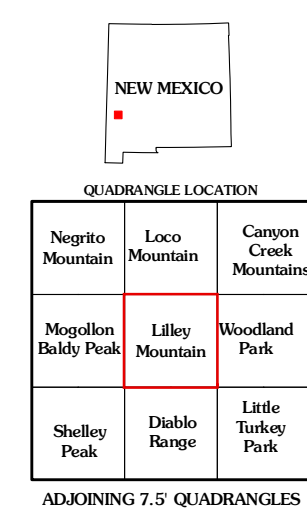 NEW MEXICO
QUADRANGLE LOCATION
Negrito
Mountain
Loco
Mountain
Canyon
Creek
Mountains
Mogollon
Baldy Peak
Lilley
Mountain
Woodland
Park
Shelley
Peak
Diablo
Range
Little
Turkey
Park
ADJOINING 7.5' QUADRANGLES